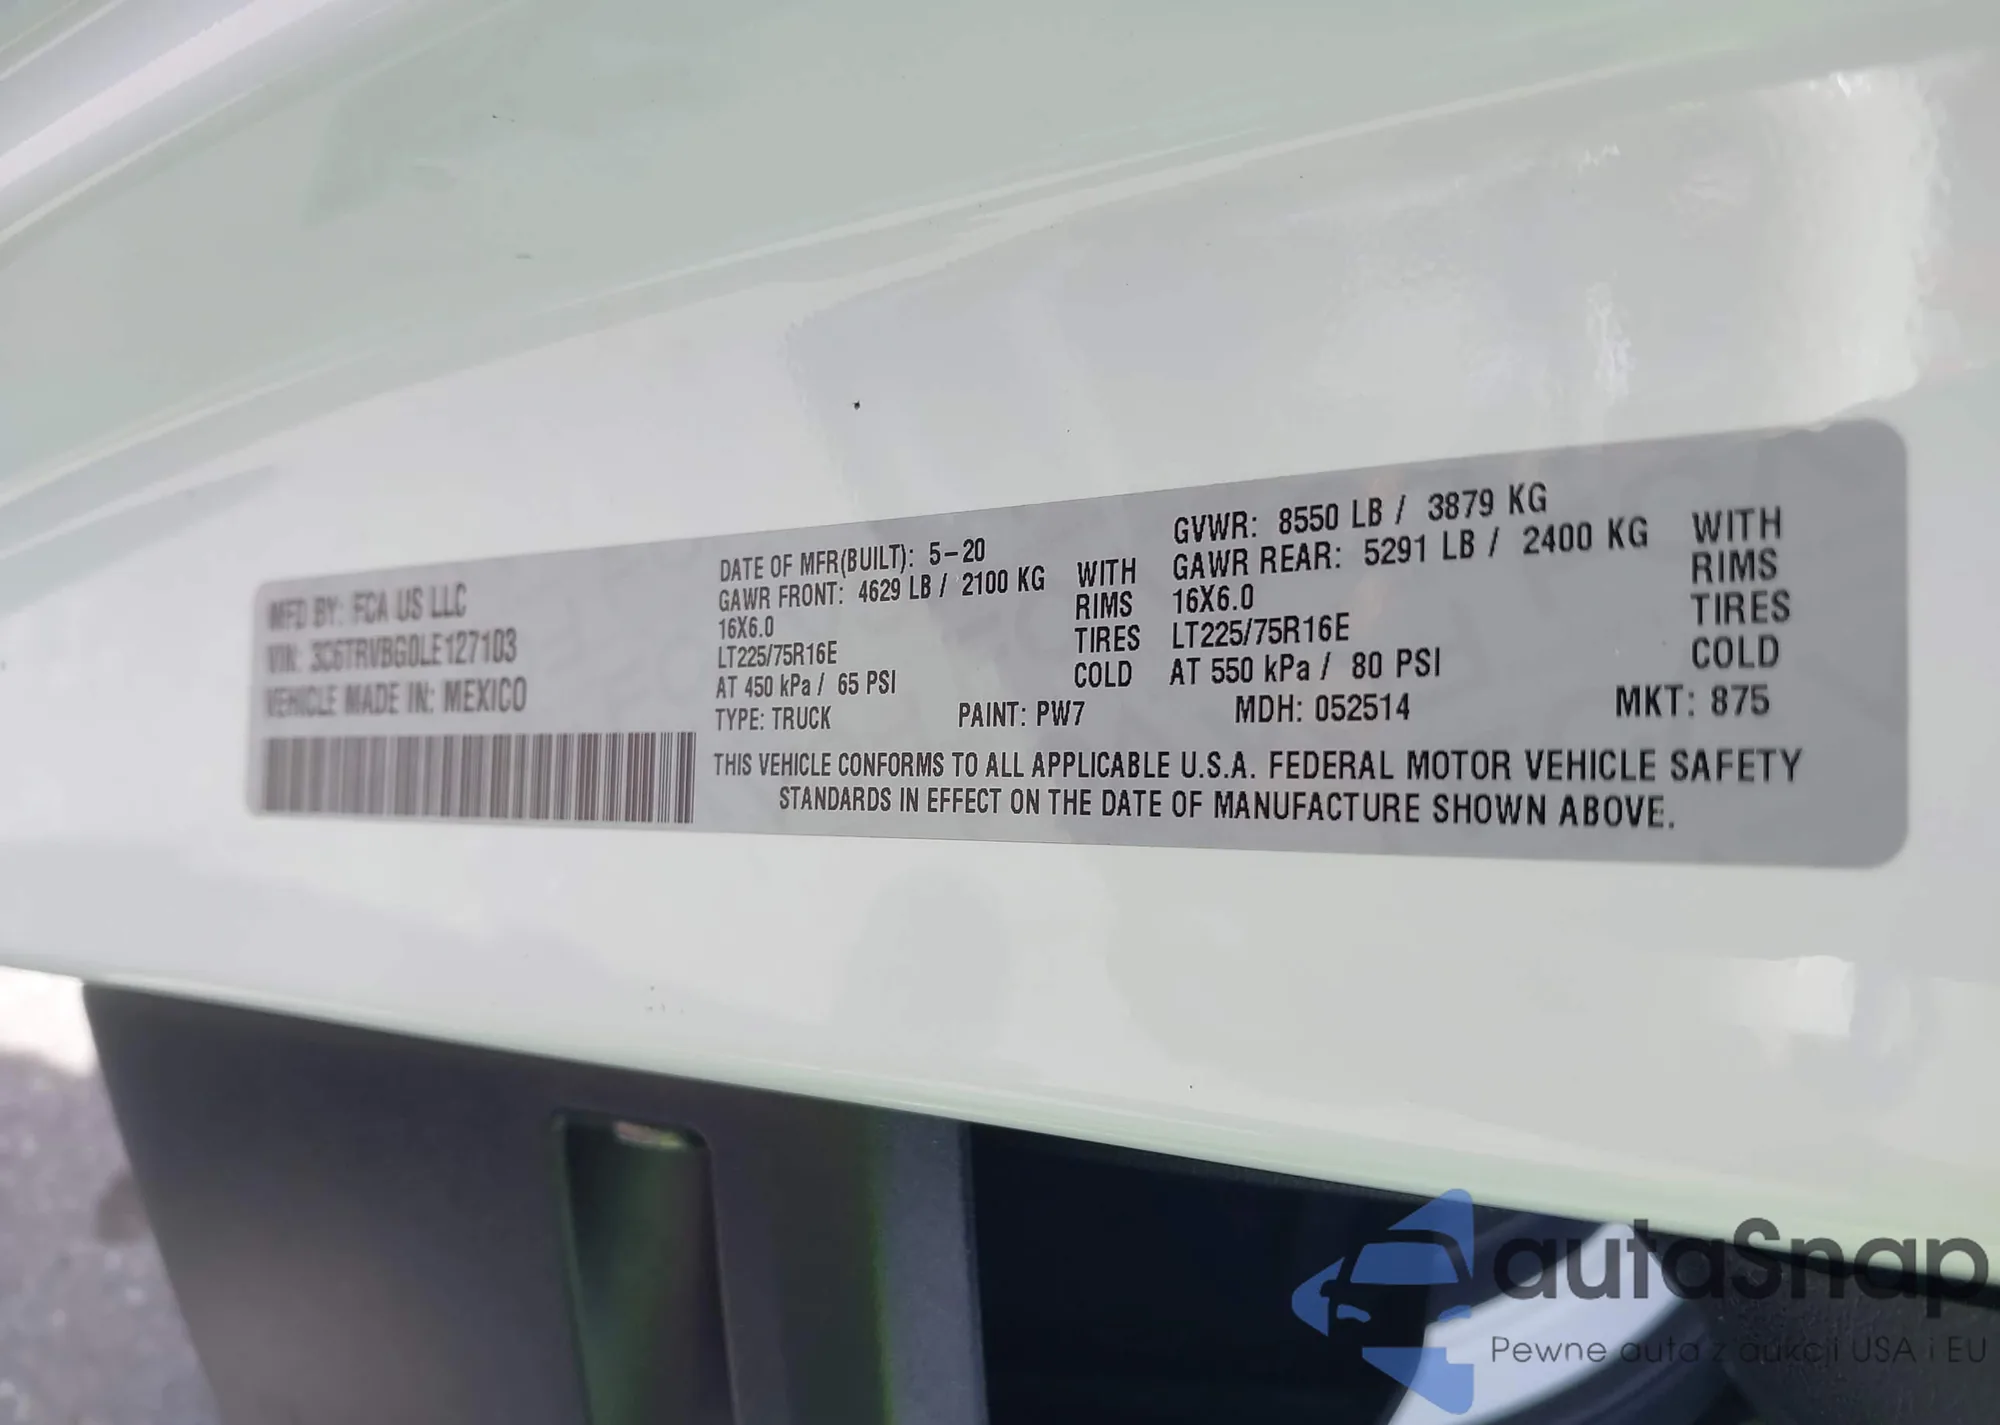 MFD BY: FCA US LLC
VIN: 3C6TRVBG0LE127103
VEHICLE MADE IN: MEXICO
DATE OF MFR(BUILT): 5-20
GAWR FRONT: 4629 LB / 2100 KG
16X6.0
LT225/75R16E
AT 450 kPa / 65 PSI
WITH
RIMS
TIRES
COLD
GVWR: 8550 LB / 3879 KG
GAWR REAR: 5291 LB / 2400 KG
16X6.0
LT225/75R16E
AT 550 kPa / 80 PSI
WITH
RIMS
TIRES
COLD
TYPE: TRUCK PAINT: PW7 MDH: 052514 MKT: 875
THIS VEHICLE CONFORMS TO ALL APPLICABLE U.S.A. FEDERAL MOTOR VEHICLE SAFETY
STANDARDS IN EFFECT ON THE DATE OF MANUFACTURE SHOWN ABOVE.
autaSnap
Pewne auta z aukcji USA i EU